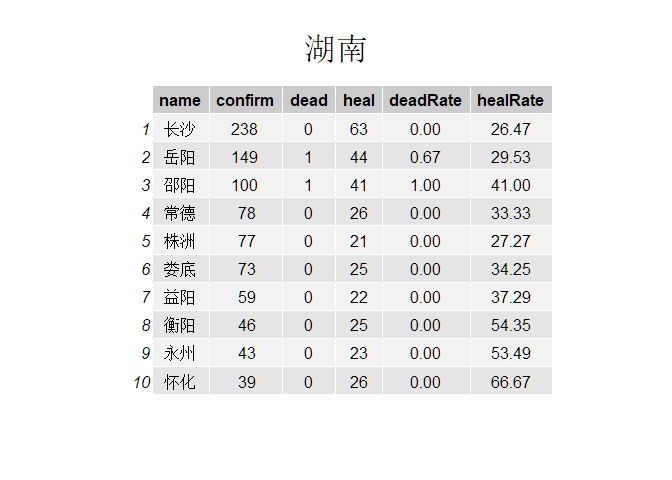 湖南
name confirm dead heal deadRate healRate
1 长沙 238 0 63 0.00 26.47
2 岳阳 149 1 44 0.67 29.53
3 邵阳 100 1 41 1.00 41.00
4 常德 78 0 26 0.00 33.33
5 株洲 77 0 21 0.00 27.27
6 娄底 73 0 25 0.00 34.25
7 益阳 59 0 22 0.00 37.29
8 衡阳 46 0 25 0.00 54.35
9 永州 43 0 23 0.00 53.49
10 怀化 39 0 26 0.00 66.67